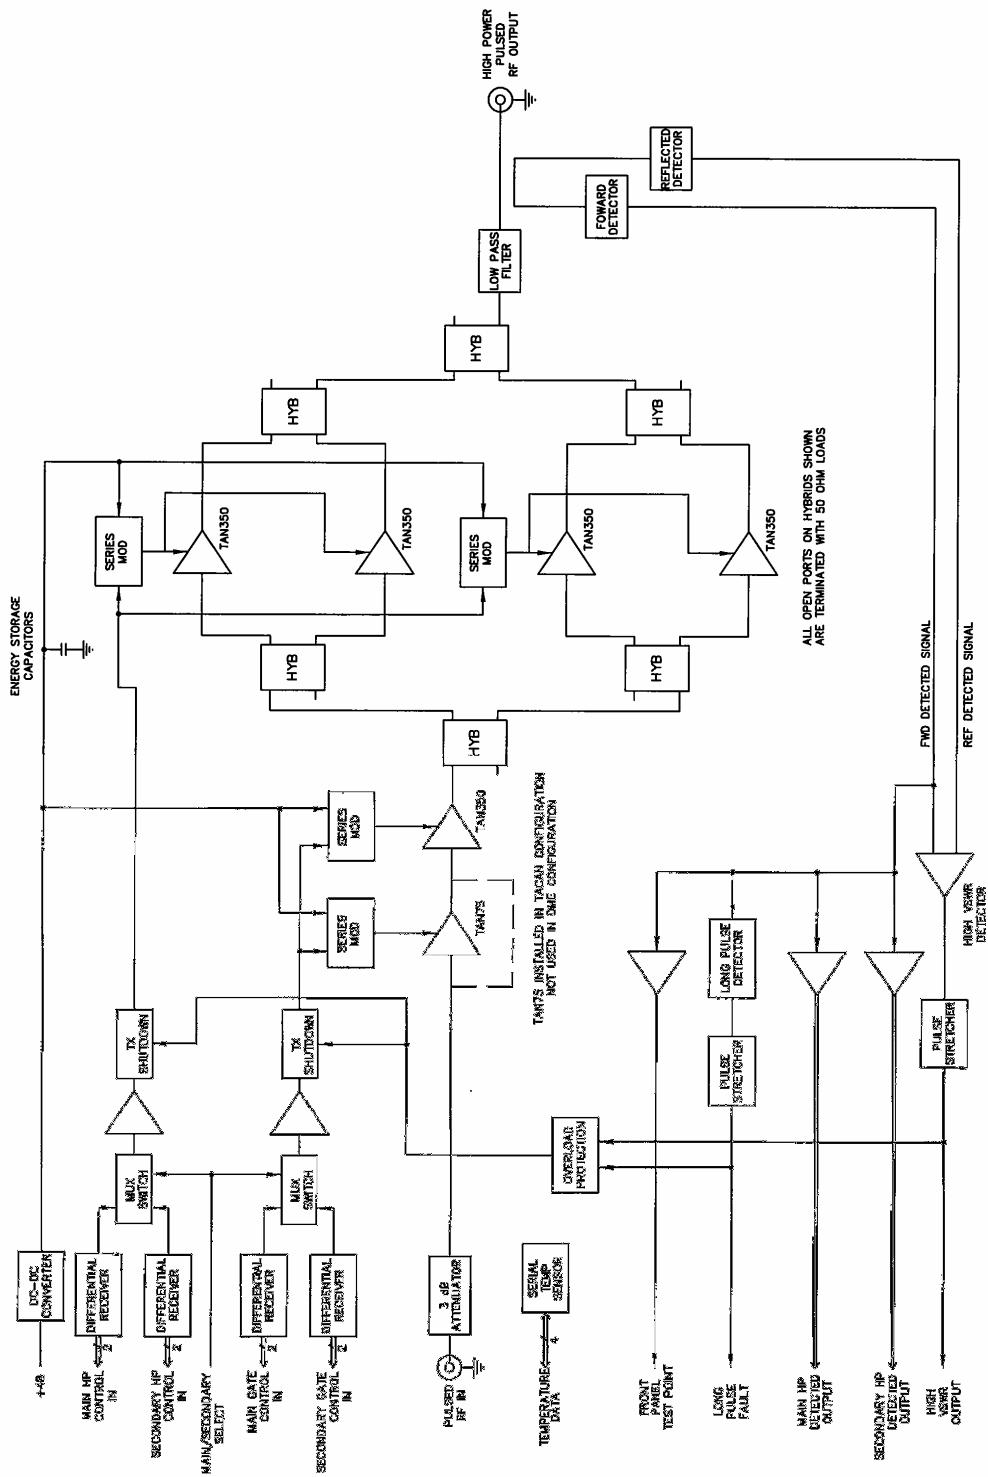 +48
DC-DC
CONVERTER
ENERGY STORAGE
CAPACITORS
MAIN HP
CONTROL
IN
2
DIFFERENTIAL
RECEIVER
SECONDARY HP
CONTROL
IN
2
DIFFERENTIAL
RECEIVER
MUX
SWITCH
TX
SHUTDOWN
MAIN/SECONDARY
SELECT
MAIN GATE
CONTROL
IN
2
DIFFERENTIAL
RECEIVER
SECONDARY GATE
CONTROL
IN
2
DIFFERENTIAL
RECEIVER
MUX
SWITCH
TX
SHUTDOWN
SERIES
MOD
SERIES
MOD
SERIES
MOD
TAN350
TAN350
SERIES
MOD
TAN350
TAN350
HYB
HYB
HYB
HYB
HYB
HYB
PULSED
RF IN
3 dB
ATTENUATOR
TAN75
TAN350
TAN75 INSTALLED IN TACAN CONFIGURATION
NOT USED IN DME CONFIGURATION
LOW PASS
FILTER
HIGH POWER
PULSED
RF OUTPUT
FOWARD
DETECTOR
REFLECTED
DETECTOR
TEMPERATURE
DATA
4
SERIAL
TEMP
SENSOR
OVERLOAD
PROTECTION
ALL OPEN PORTS ON HYBRIDS SHOWN
ARE TERMINATED WITH 50 OHM LOADS
FRONT
PANEL
TEST POINT
LONG
PULSE
FAULT
PULSE
STRETCHER
LONG PULSE
DETECTOR
MAIN HP
DETECTED
OUTPUT
SECONDARY HP
DETECTED
OUTPUT
HIGH
VSWR
OUTPUT
PULSE
STRETCHER
HIGH VSWR
DETECTOR
FWD DETECTED SIGNAL
REF DETECTED SIGNAL